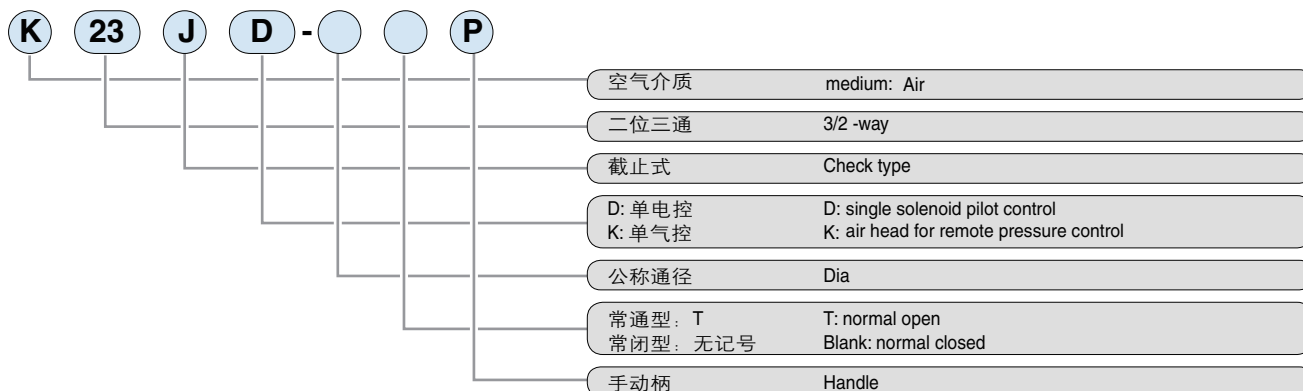 K 23 J D - P
空气介质 medium: Air
二位三通 3/2 -way
截止式 Check type
D: 单电控 D: single solenoid pilot control
K: 单气控 K: air head for remote pressure control
公称通径 Dia
常通型：T T: normal open
常闭型：无记号 Blank: normal closed
手动柄 Handle